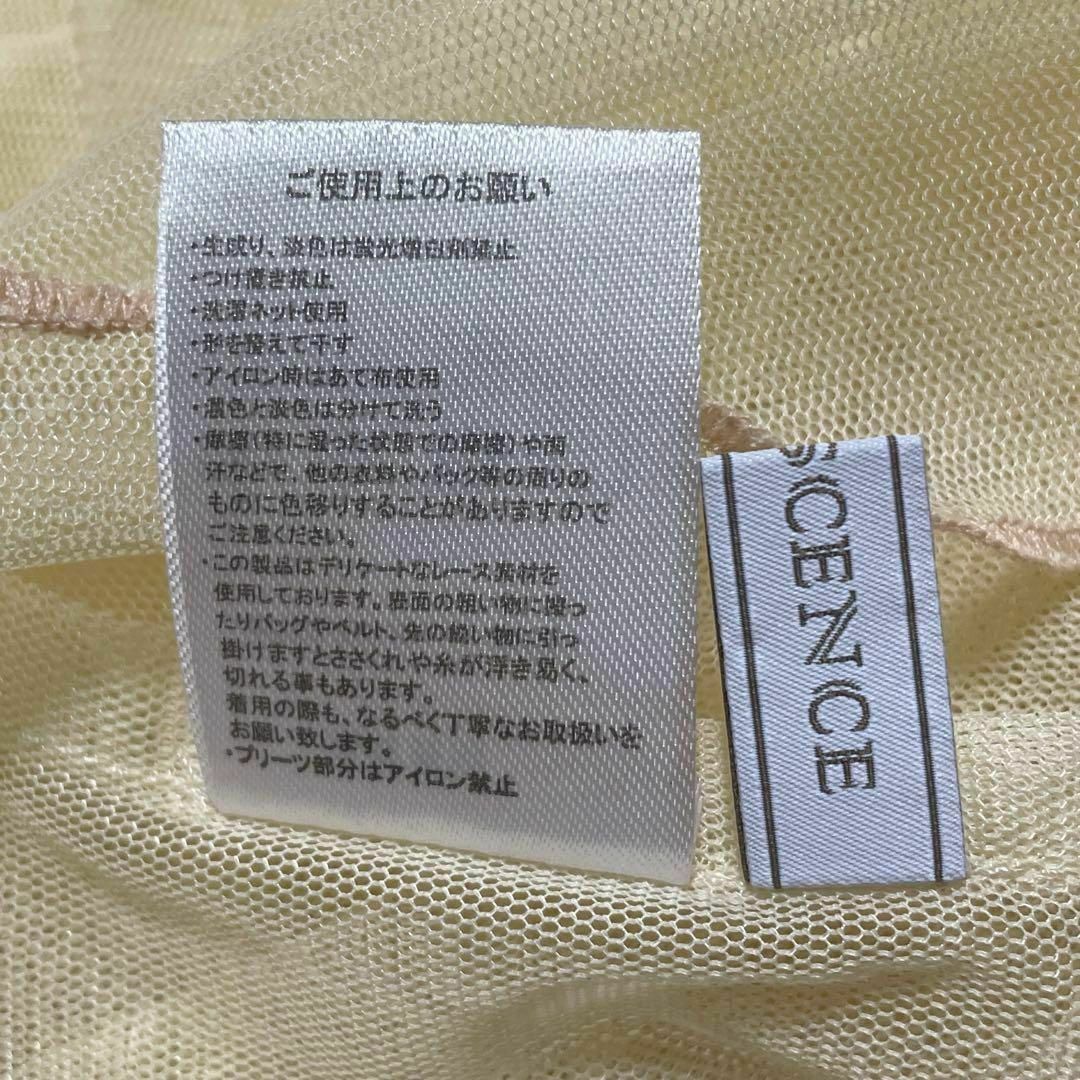 ご使用上のお願い
・生成り、淡色は蛍光増白剤禁止
・つけ置き禁止
・洗濯ネット使用
・形を整えて干す
・アイロン時はあて布使用
・濃色と淡色は分けて洗う
・摩擦(特に湿った状態での摩擦)や雨
汗などで、他の衣料やバック等の周りの
ものに色移りすることがありますので
ご注意ください。
・この製品はデリケートなレース素材を
使用しております。表面の粗い物に擦っ
たりバッグやベルト、先の鋭い物に引っ
掛けますとささくれや糸が浮き易く、
切れる事もあります。
着用の際も、なるべく丁寧なお取扱いを
お願い致します。
・プリーツ部分はアイロン禁止
SCENCE